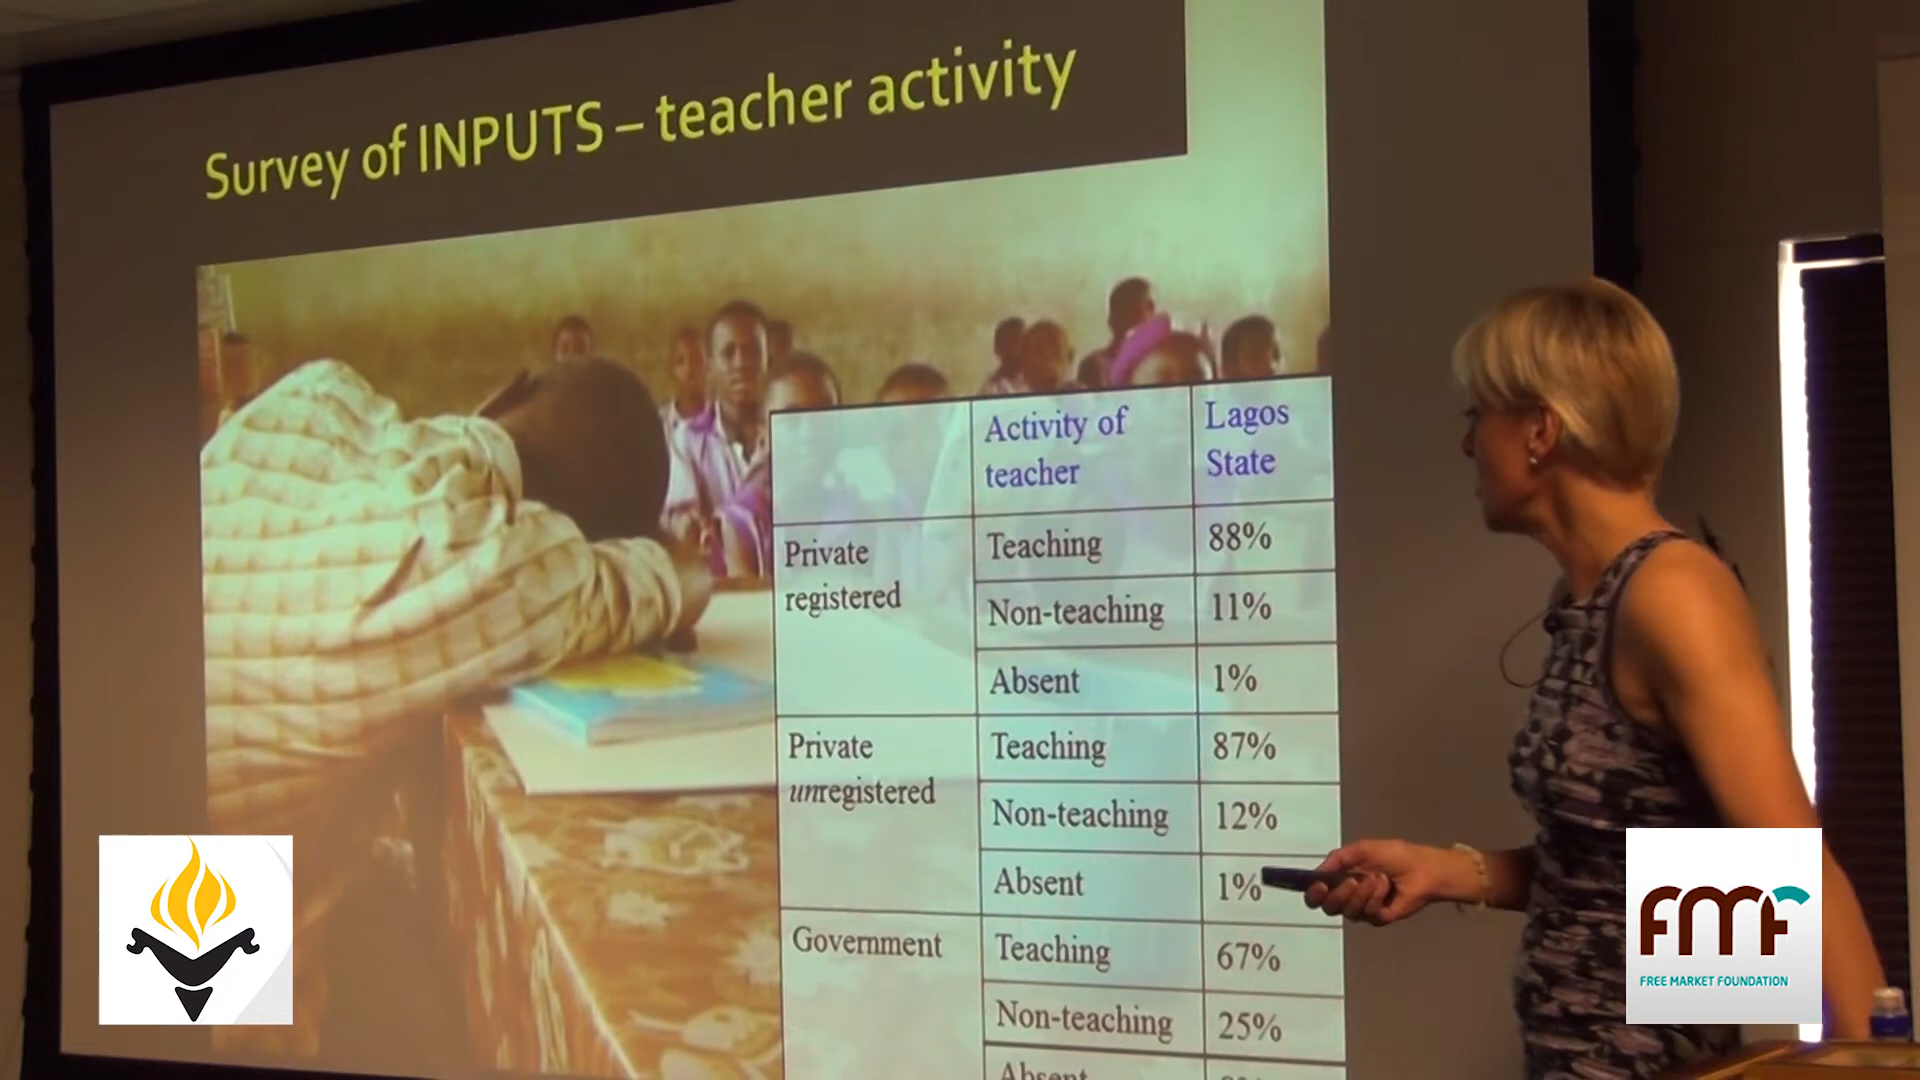 Survey of INPUTS – teacher activity
Activity of teacher
Lagos State
Private registered
Teaching
88%
Non-teaching
11%
Absent
1%
Private unregistered
Teaching
87%
Non-teaching
12%
Absent
1%
Government
Teaching
67%
Non-teaching
25%
Absent
FMF
FREE MARKET FOUNDATION